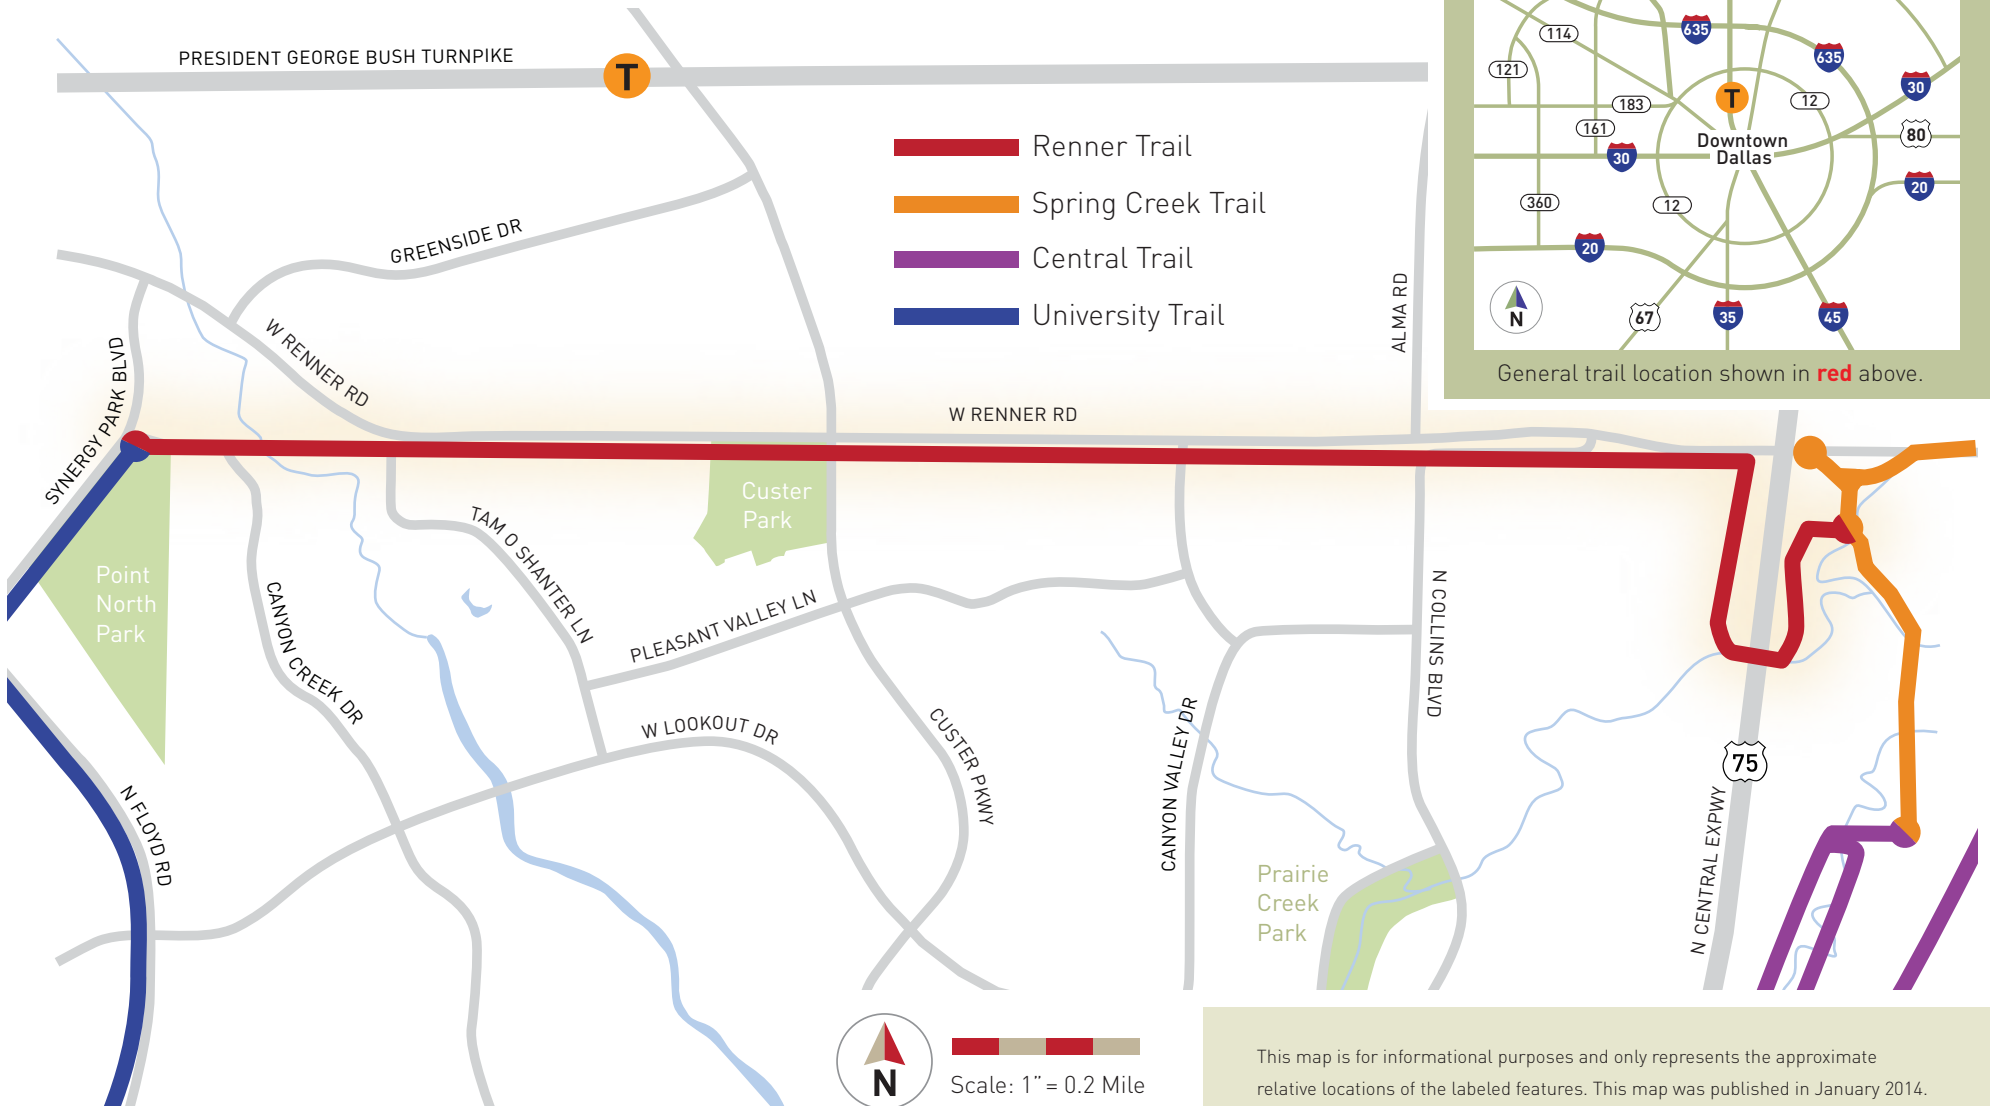 PRESIDENT GEORGE BUSH TURNPIKE
T
Renner Trail
Spring Creek Trail
Central Trail
University Trail
GREENSIDE DR
W RENNER RD
SYNERGY PARK BLVD
ALMA RD
W RENNER RD
635
114
635
121
30
T
183
12
161
80
Downtown
Dallas
30
20
360
12
20
N
67
35
45
General trail location shown in red above.
Custer
Park
Point
North
Park
TAM O SHANTER LN
CANYON CREEK DR
PLEASANT VALLEY LN
W LOOKOUT DR
CUSTER PKWY
CANYON VALLEY DR
N COLLINS BLVD
75
N CENTRAL EXPWY
N FLOYD RD
Prairie
Creek
Park
N
Scale: 1” = 0.2 Mile
This map is for informational purposes and only represents the approximate
relative locations of the labeled features. This map was published in January 2014.